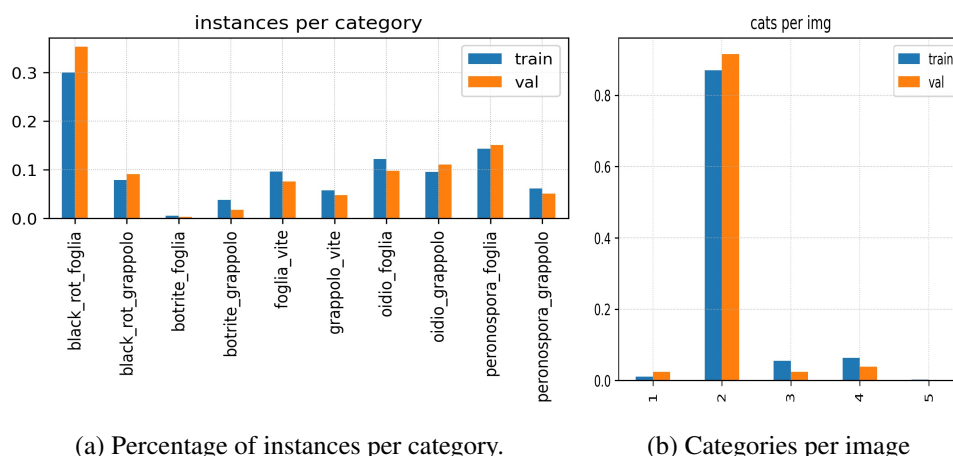 instances per category
train
val
0.3
0.2
0.1
0.0
black_rot_foglia
black_rot_grappolo
botrite_foglia
botrite_grappolo
foglia_vite
grappolo_vite
oidio_foglia
oidio_grappolo
peronospora_foglia
peronospora_grappolo
(a) Percentage of instances per category.
cats per img
train
val
0.8
0.6
0.4
0.2
0.0
1
2
3
4
5
(b) Categories per image